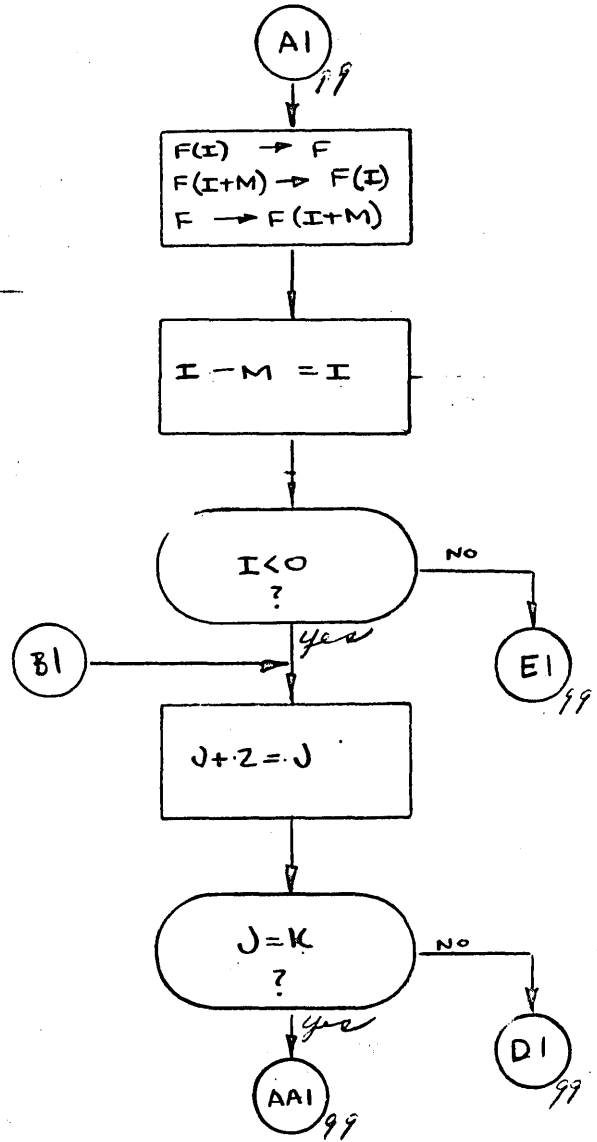 A1
99
F(I) → F
F(I+M) → F(I)
F → F(I+M)
I - M = I
I<0
?
NO
yes
B1
E1
99
J+2=J
J=K
?
NO
yes
D1
99
AA1
99